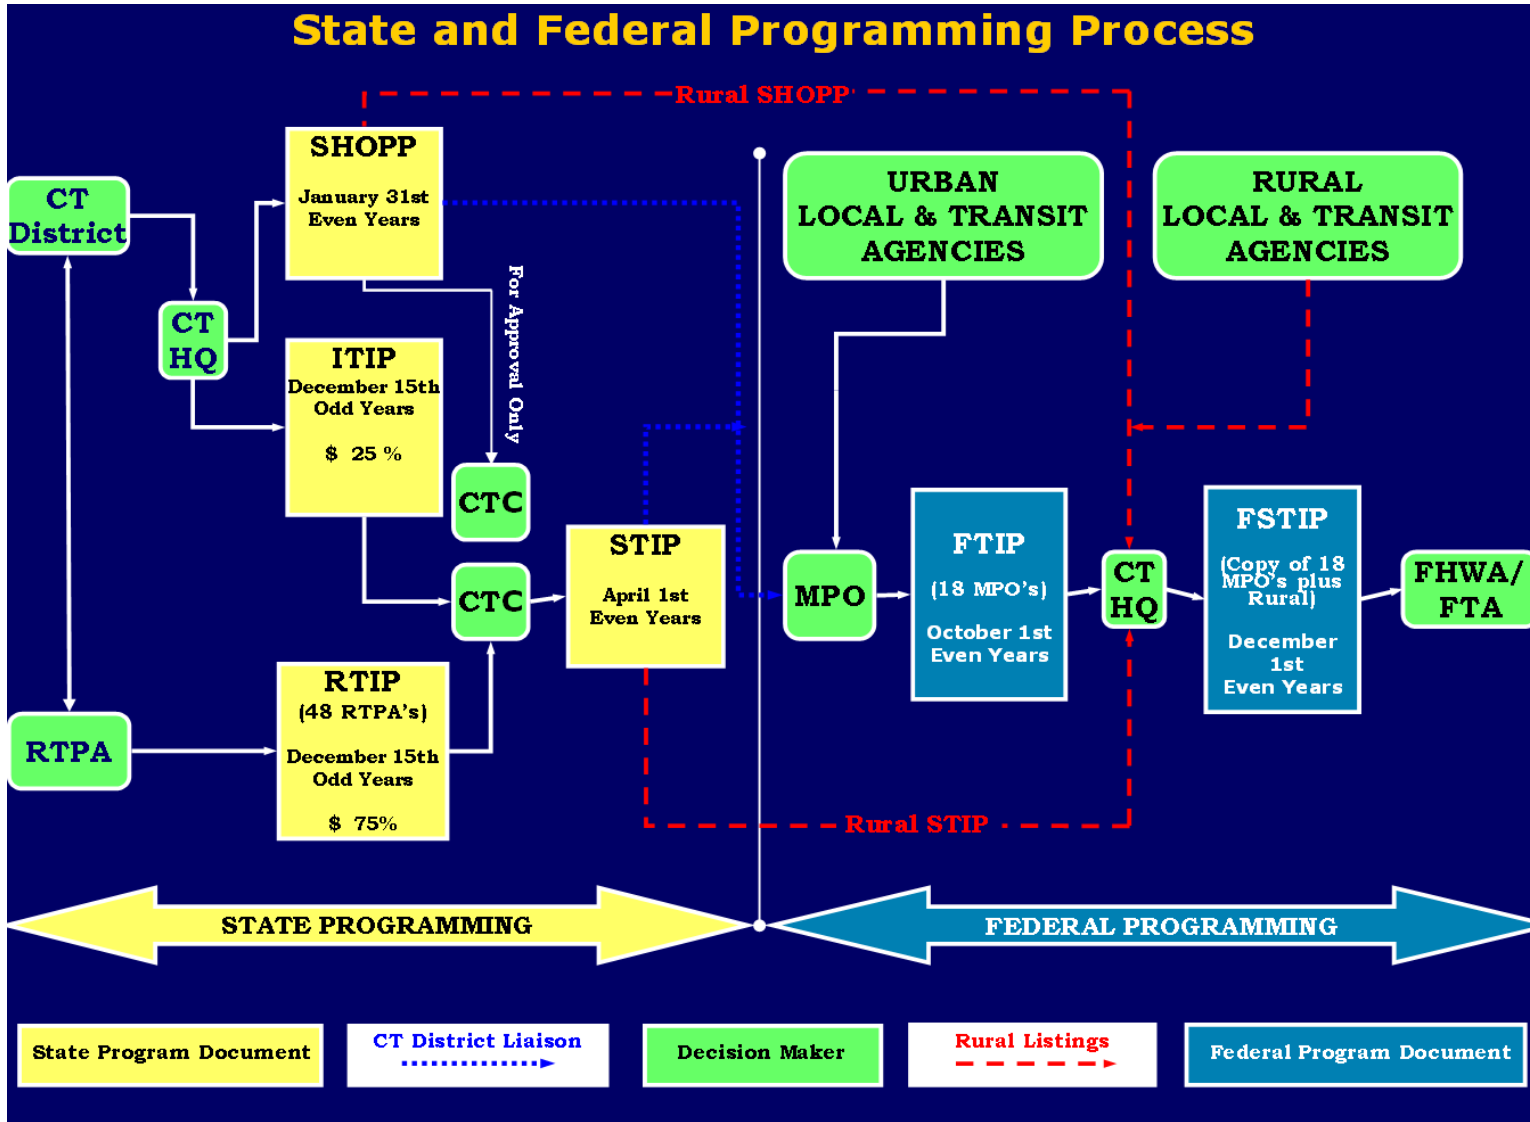 State and Federal Programming Process
Rural SHOPP
SHOPP
January 31st
Even Years
CT
District
CT
HQ
For Approval Only
ITIP
December 15th
Odd Years
$ 25 %
CTC
CTC
STIP
April 1st
Even Years
RTIP
(48 RTPA's)
December 15th
Odd Years
$ 75%
RTPA
URBAN
LOCAL & TRANSIT
AGENCIES
RURAL
LOCAL & TRANSIT
AGENCIES
MPO
FTIP
(18 MPO's)
October 1st
Even Years
CT
HQ
FSTIP
(Copy of 18
MPO's plus
Rural)
December
1st
Even Years
FHWA/
FTA
Rural STIP
STATE PROGRAMMING
FEDERAL PROGRAMMING
State Program Document
CT District Liaison
Decision Maker
Rural Listings
Federal Program Document